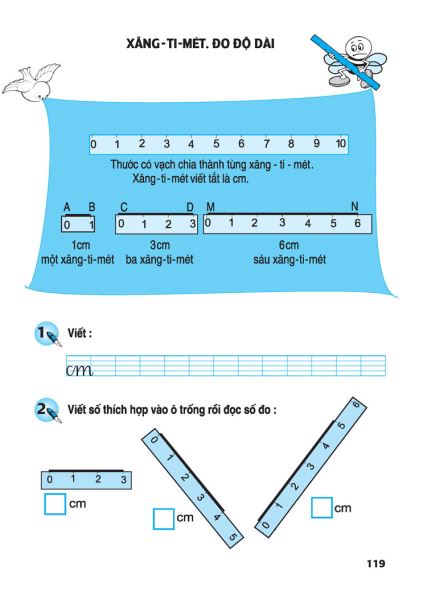 XĂNG-TI-MÉT. ĐO ĐỘ DÀI
0 1 2 3 4 5 6 7 8 9 10
Thước có vạch chia thành từng xăng - ti - mét.
Xăng-ti-mét viết tắt là cm.
A B C D M N
0 1 0 1 2 3 0 1 2 3 4 5 6
1cm 3cm 6cm
một xăng-ti-mét ba xăng-ti-mét sáu xăng-ti-mét
1 Viết :
cm
2 Viết số thích hợp vào ô trống rồi đọc số đo :
0 1 2 3
cm
0 1 2 3 4 5
cm
0 1 2 3 4 5 6
cm
119